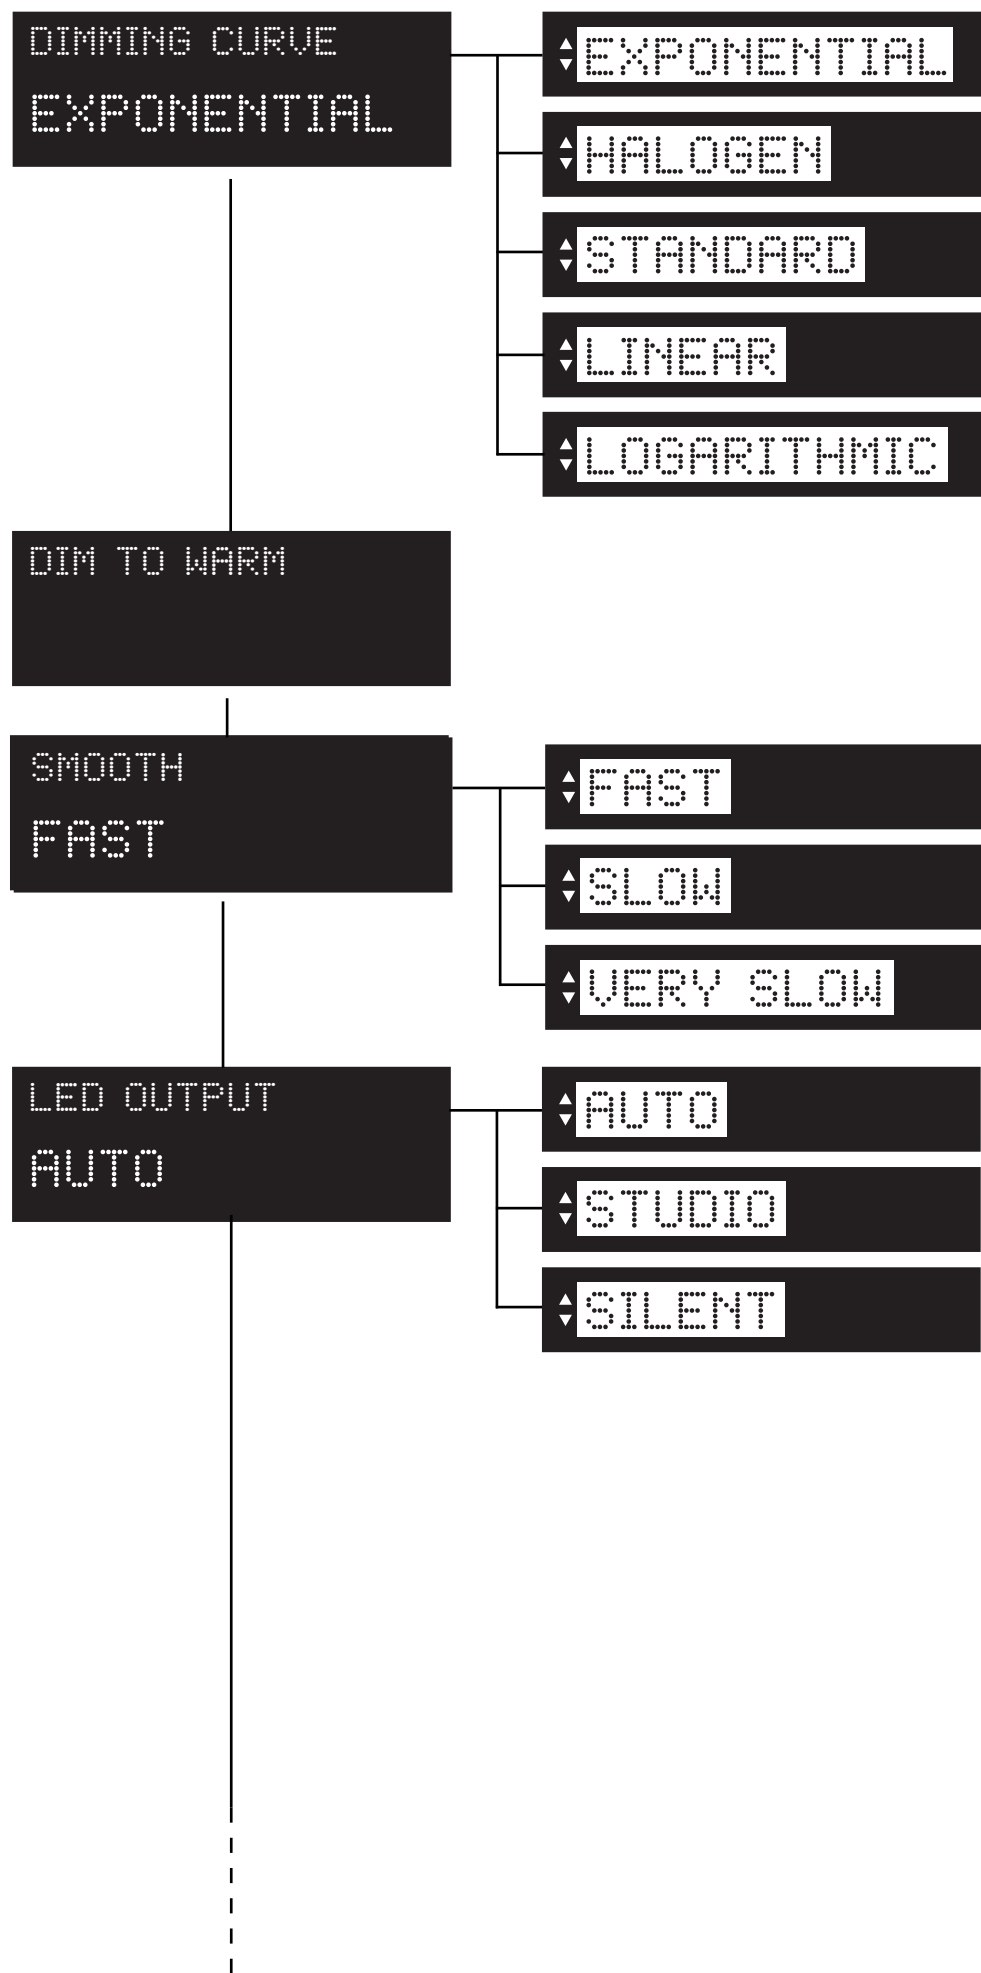 DIMMING CURVE
EXPONENTIAL
EXPONENTIAL
HALOGEN
STANDARD
LINEAR
LOGARITHMIC
DIM TO WARM
SMOOTH
FAST
FAST
SLOW
VERY SLOW
LED OUTPUT
AUTO
AUTO
STUDIO
SILENT